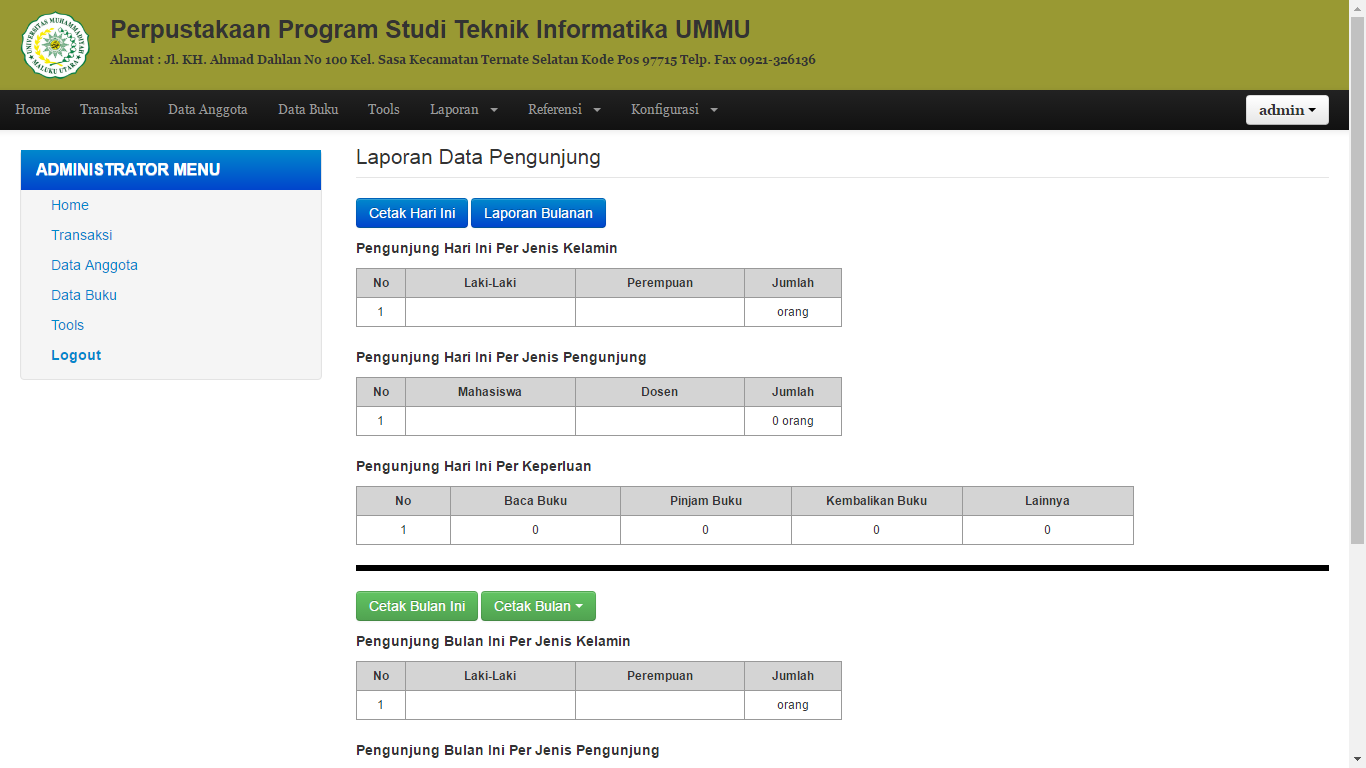 UNIVERSITAS MUHAMMADIYAH
MALUKU UTARA
Perpustakaan Program Studi Teknik Informatika UMMU
Alamat : Jl. KH. Ahmad Dahlan No 100 Kel. Sasa Kecamatan Ternate Selatan Kode Pos 97715 Telp. Fax 0921-326136
Home Transaksi Data Anggota Data Buku Tools Laporan Referensi Konfigurasi admin
ADMINISTRATOR MENU
Home
Transaksi
Data Anggota
Data Buku
Tools
Logout
Laporan Data Pengunjung
Cetak Hari Ini Laporan Bulanan
Pengunjung Hari Ini Per Jenis Kelamin
No Laki-Laki Perempuan Jumlah
1 orang
Pengunjung Hari Ini Per Jenis Pengunjung
No Mahasiswa Dosen Jumlah
1 0 orang
Pengunjung Hari Ini Per Keperluan
No Baca Buku Pinjam Buku Kembalikan Buku Lainnya
1 0 0 0 0
Cetak Bulan Ini Cetak Bulan
Pengunjung Bulan Ini Per Jenis Kelamin
No Laki-Laki Perempuan Jumlah
1 orang
Pengunjung Bulan Ini Per Jenis Pengunjung